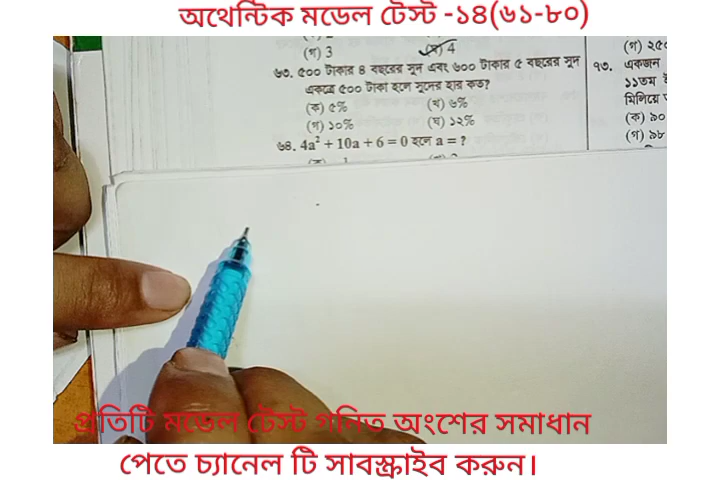 অথেন্টিক মডেল টেস্ট -১৪(৬১-৮০)
(গ) 3 (ঘ) 4
৬৩. ৫০০ টাকার ৪ বছরের সুদ এবং ৬০০ টাকার ৫ বছরের সুদ
একত্রে ৫০০ টাকা হলে সুদের হার কত?
(ক) ৫% (খ) ৬%
(গ) ১০% (ঘ) ১২%
৬৪. 4a² + 10a + 6 = 0 হলে a = ?
(গ) ২৫০
৭৩. একজন
১১তম
মিলিয়ে
(ক) ৯০
(গ) ৯৮
প্রতিটি মডেল টেস্ট গনিত অংশের সমাধান
পেতে চ্যানেল টি সাবস্ক্রাইব করুন।